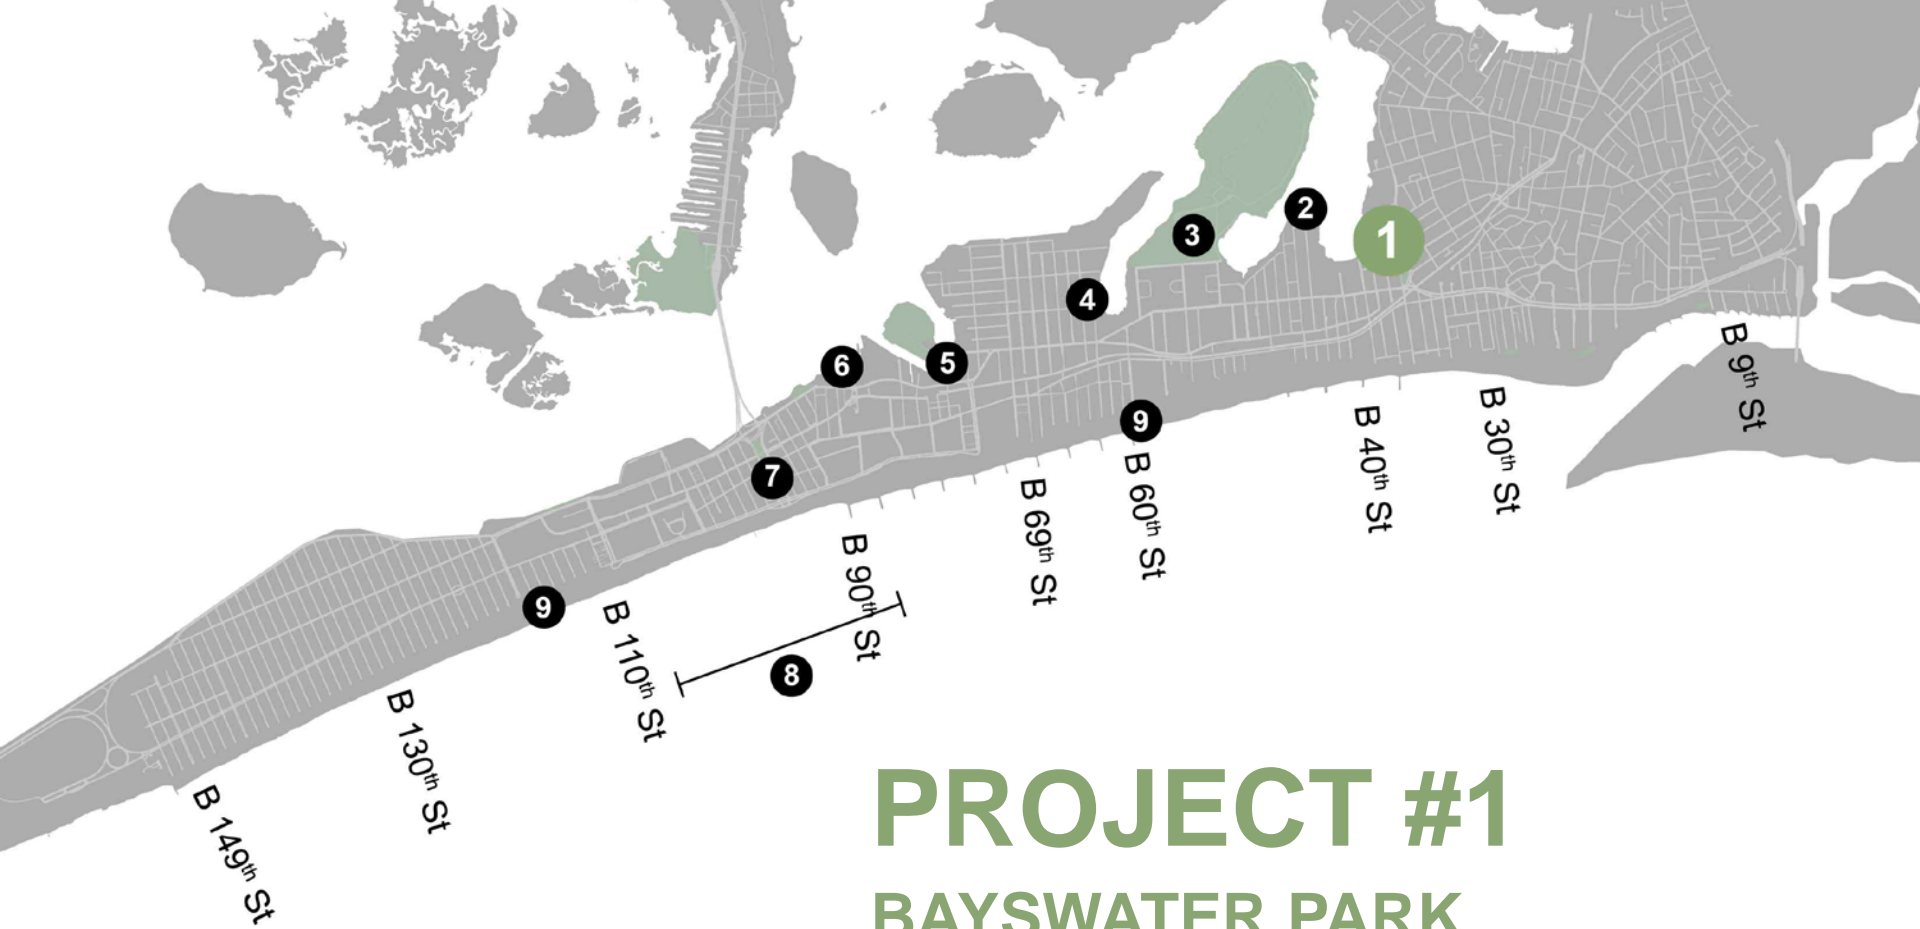 2
1
3
4
5
6
9
7
9
8
B 9th St
B 30th St
B 40th St
B 60th St
B 69th St
B 90th St
B 110th St
B 130th St
B 149th St
PROJECT #1
BAYSWATER PARK